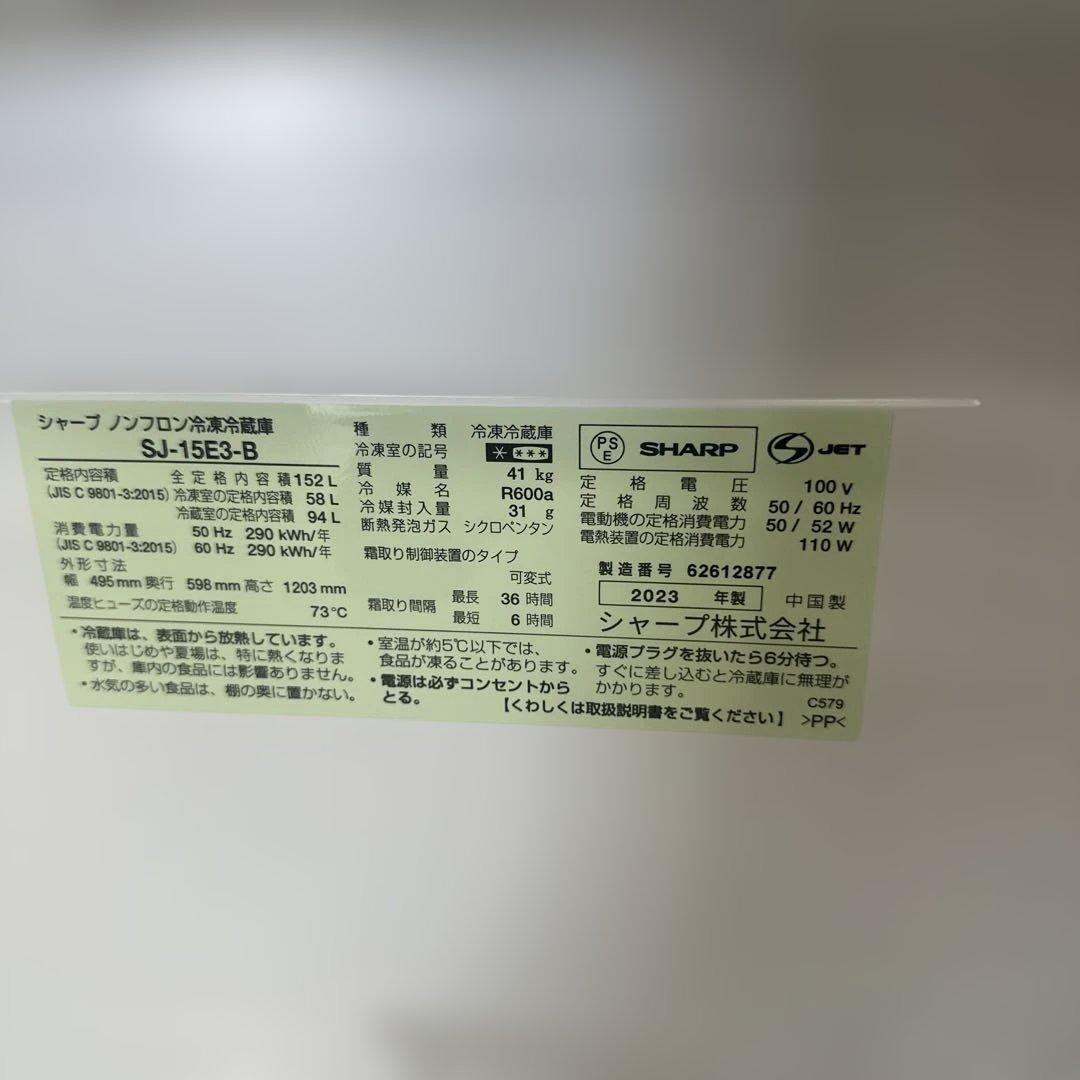 シャープ ノンフロン冷凍冷蔵庫
SJ-15E3-B
定格内容積 全定格内容積 152 L
(JIS C 9801-3:2015) 冷凍室の定格内容積 58 L
冷蔵室の定格内容積 94 L
消費電力量 50 Hz 290 kWh/年
(JIS C 9801-3:2015) 60 Hz 290 kWh/年
外形寸法
幅 495 mm 奥行 598 mm 高さ 1203 mm
温度ヒューズの定格動作温度 73℃
種類 冷凍冷蔵庫
冷凍室の記号 * ***
質量 41 kg
冷媒名 R600a
冷媒封入量 31 g
断熱発泡ガス シクロペンタン
霜取り制御装置のタイプ
可変式
霜取り間隔 最長 36 時間
最短 6 時間
PSE SHARP JET
定格電圧 100 V
定格周波数 50 / 60 Hz
電動機の定格消費電力 50 / 52 W
電熱装置の定格消費電力 110 W
製造番号 62612877
2023 年製 中国製
シャープ株式会社
・冷蔵庫は、表面から放熱しています。
使いはじめや夏場は、特に熱くなりま
すが、庫内の食品には影響ありません。
・水気の多い食品は、棚の奥に置かない。
・室温が約5℃以下では、
食品が凍ることがあります。
・電源は必ずコンセントから
とる。
・電源プラグを抜いたら6分待つ。
すぐに差し込むと冷蔵庫に無理が
かかります。
C579
【くわしくは取扱説明書をご覧ください】 >PP<